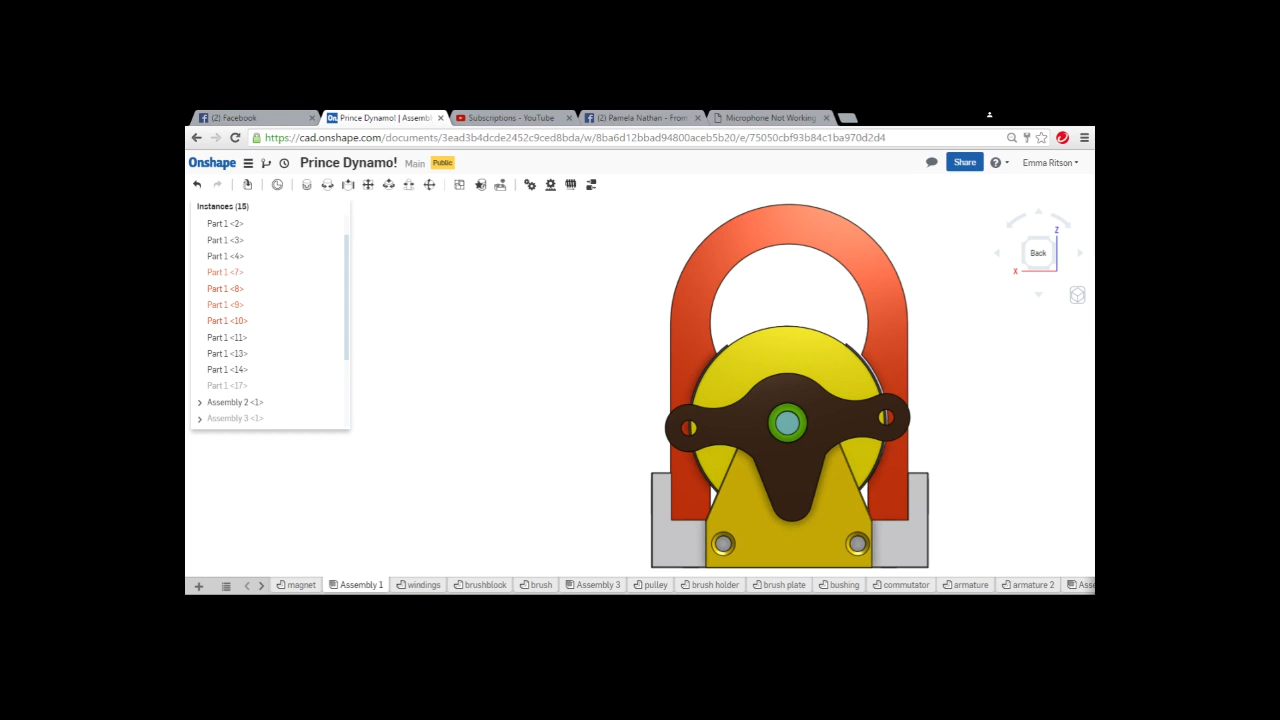 (2) Facebook
Prince Dynamo! | Assembl
Subscriptions - YouTube
(2) Pamela Nathan - From
Microphone Not Working
https://cad.onshape.com/documents/3ead3b4dcde2452c9ced8bda/w/8ba6d12bbad94800aceb5b20/e/75050cbf93b84c1ba970d2d4
Onshape
Prince Dynamo!
Main
Public
Share
Emma Ritson
Instances (15)
Part 1 <2>
Part 1 <3>
Part 1 <4>
Part 1 <7>
Part 1 <8>
Part 1 <9>
Part 1 <10>
Part 1 <11>
Part 1 <13>
Part 1 <14>
Part 1 <17>
Assembly 2 <1>
Assembly 3 <1>
Z
Back
X
magnet
Assembly 1
windings
brushblook
brush
Assembly 3
pulley
brush holder
brush plate
bushing
commutator
armature
armature 2
Asse